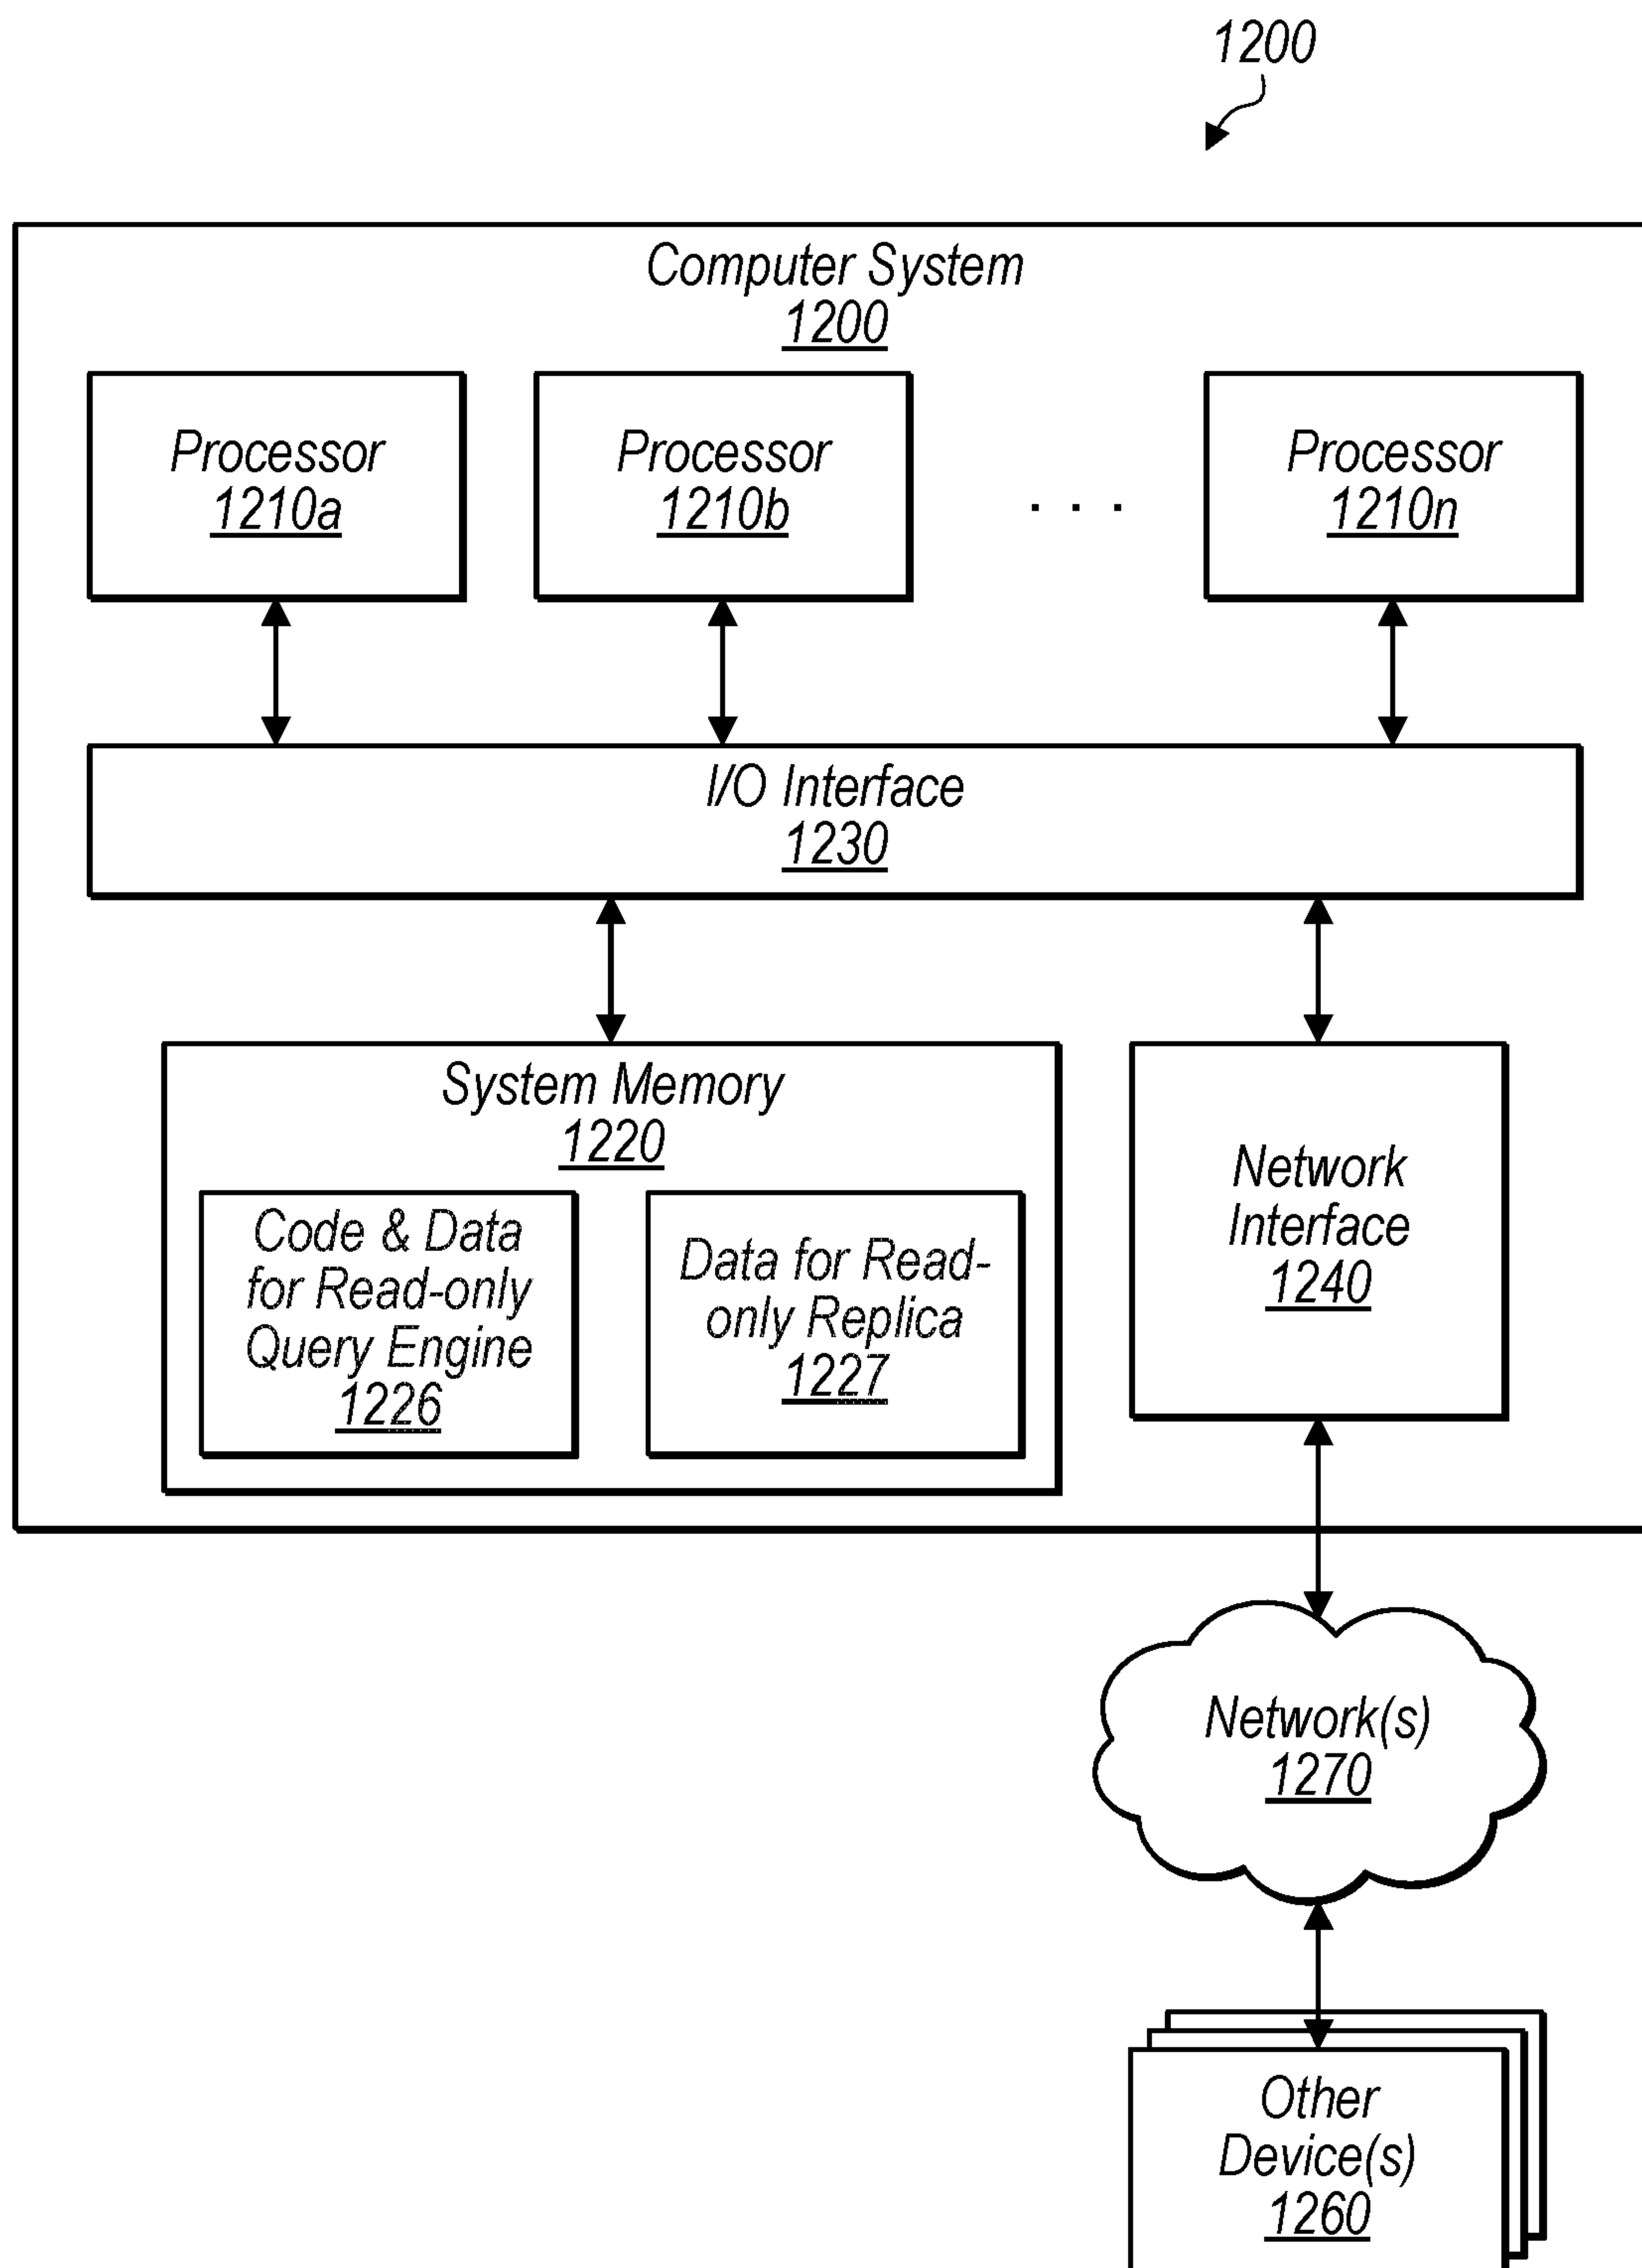 1200
Computer System
1200
Processor
1210a
Processor
1210b
. . .
Processor
1210n
I/O Interface
1230
System Memory
1220
Code & Data
for Read-only
Query Engine
1226
Data for Read-
only Replica
1227
Network
Interface
1240
Network(s)
1270
Other
Device(s)
1260